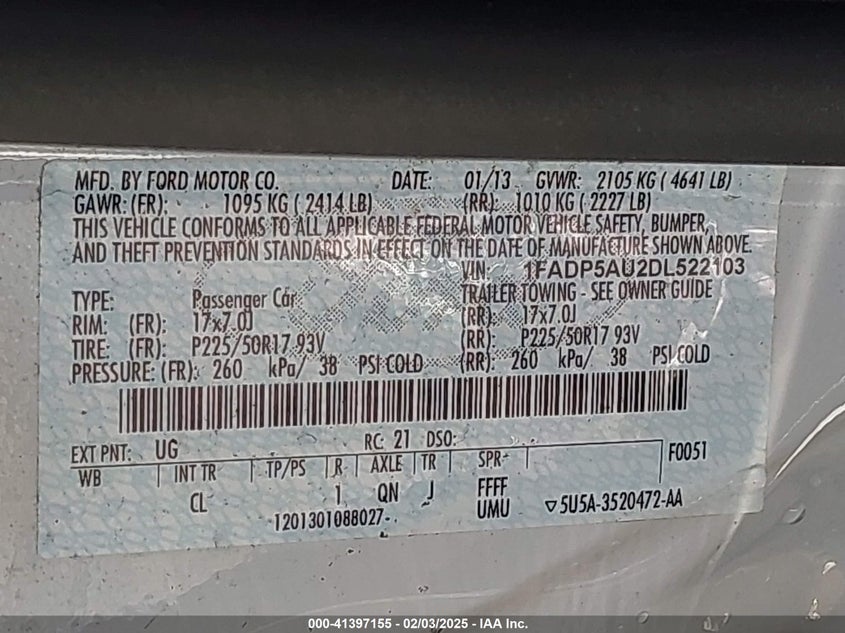 MFD. BY FORD MOTOR CO. DATE: 01/13 GVWR: 2105 KG ( 4641 LB)
GAWR: (FR): 1095 KG ( 2414 LB) (RR): 1010 KG ( 2227 LB)
THIS VEHICLE CONFORMS TO ALL APPLICABLE FEDERAL MOTOR VEHICLE SAFETY, BUMPER,
AND THEFT PREVENTION STANDARDS IN EFFECT ON THE DATE OF MANUFACTURE SHOWN ABOVE.
VIN: 1FADP5AU2DL522103
TYPE: Passenger Car TRAILER TOWING - SEE OWNER GUIDE
RIM: (FR): 17x7.0J (RR): 17x7.0J
TIRE: (FR): P225/50R17 93V (RR): P225/50R17 93V
PRESSURE: (FR): 260 kPa/ 38 PSI COLD (RR): 260 kPa/ 38 PSI COLD
EXT PNT: UG RC: 21 DSO: F0051
WB INT TR TP/PS R AXLE TR SPR
CL 1 QN J FFFF
UMU
1201301088027 5U5A-3520472-AA
000-41397155 - 02/03/2025 - IAA Inc.